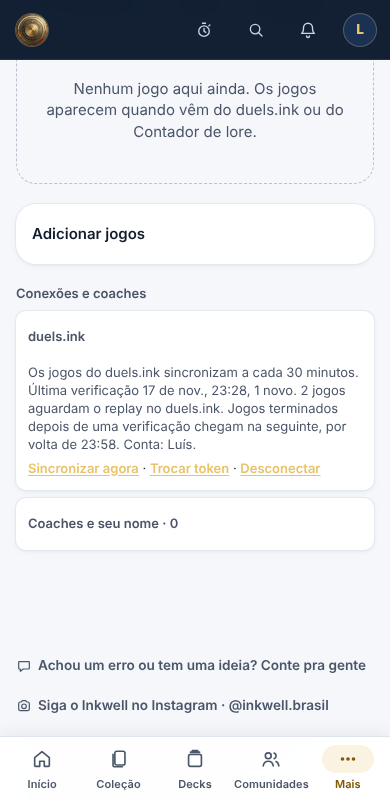 L
Nenhum jogo aqui ainda. Os jogos
aparecem quando vêm do duels.ink ou do
Contador de lore.
Adicionar jogos
Conexões e coaches
duels.ink
Os jogos do duels.ink sincronizam a cada 30 minutos.
Última verificação 17 de nov., 23:28, 1 novo. 2 jogos
aguardam o replay no duels.ink. Jogos terminados
depois de uma verificação chegam na seguinte, por
volta de 23:58. Conta: Luís.
Sincronizar agora · Trocar token · Desconectar
Coaches e seu nome · 0
Achou um erro ou tem uma ideia? Conte pra gente
Siga o Inkwell no Instagram · @inkwell.brasil
Início Coleção Decks Comunidades Mais